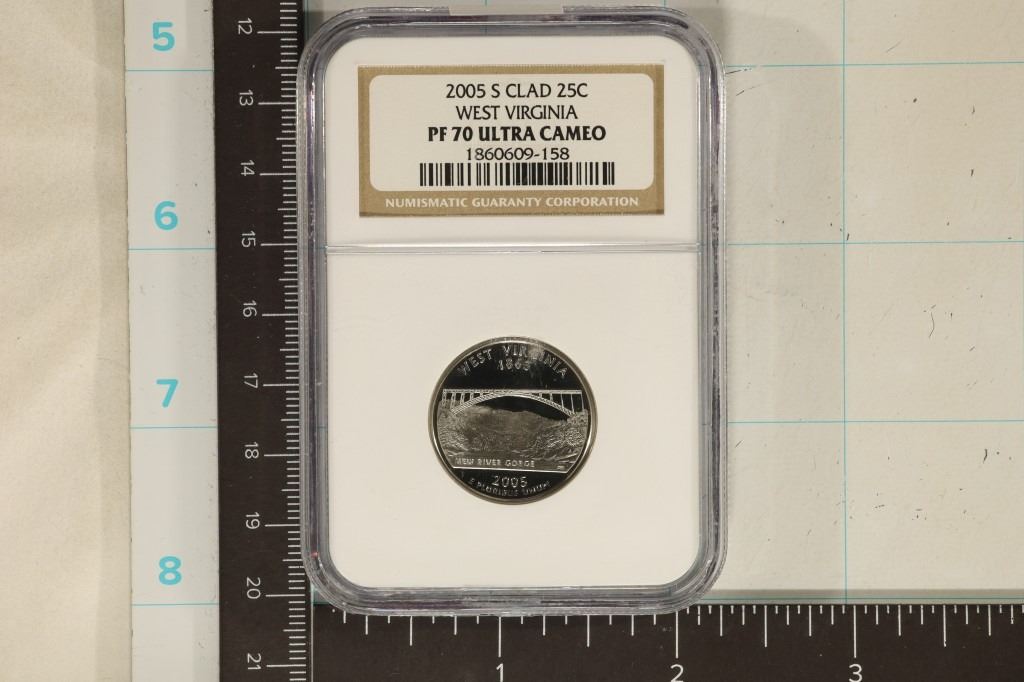 2005 S CLAD 25C
WEST VIRGINIA
PF 70 ULTRA CAMEO
1860609-158
NUMISMATIC GUARANTY CORPORATION
WEST VIRGINIA
1863
NEW RIVER GORGE
2005
E PLURIBUS UNUM
5
6
7
8
12
13
14
15
16
17
18
19
20
21
1
2
3